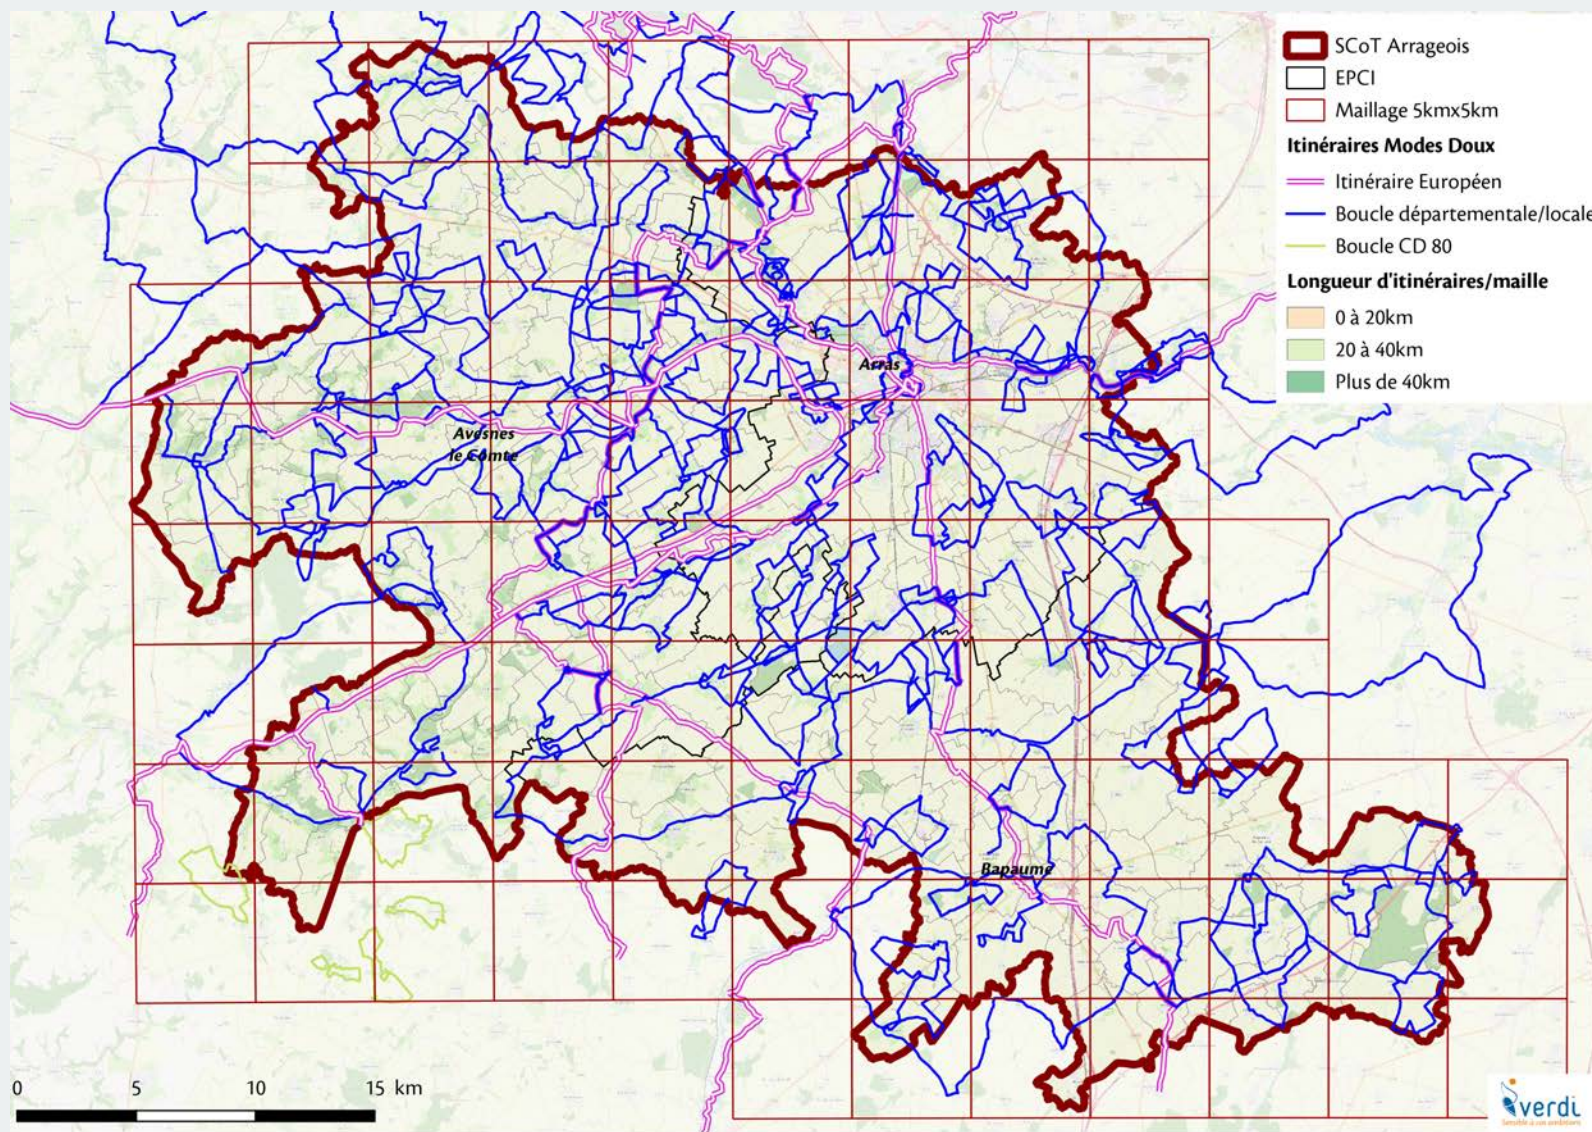 SCoT Arrageois
EPCI
Maillage 5kmx5km
Itinéraires Modes Doux
Itinéraire Européen
Boucle départementale/locale
Boucle CD 80
Longueur d'itinéraires/maille
0 à 20km
20 à 40km
Plus de 40km
Arras
Avesnes
le Comte
Bapaume
0 5 10 15 km
verdi